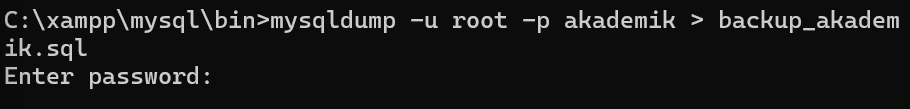 C:\xampp\mysql\bin>mysqldump -u root -p akademik > backup_akadem
ik.sql
Enter password: